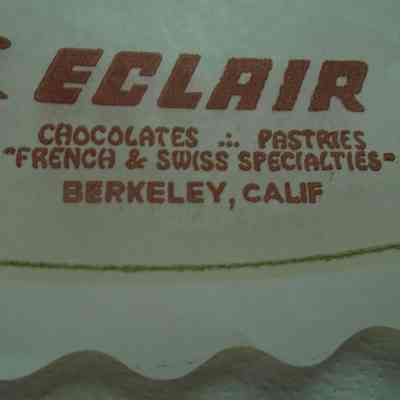 ECLAIR
CHOCOLATES ∴ PASTRIES
"FRENCH & SWISS SPECIALTIES"
BERKELEY, CALIF